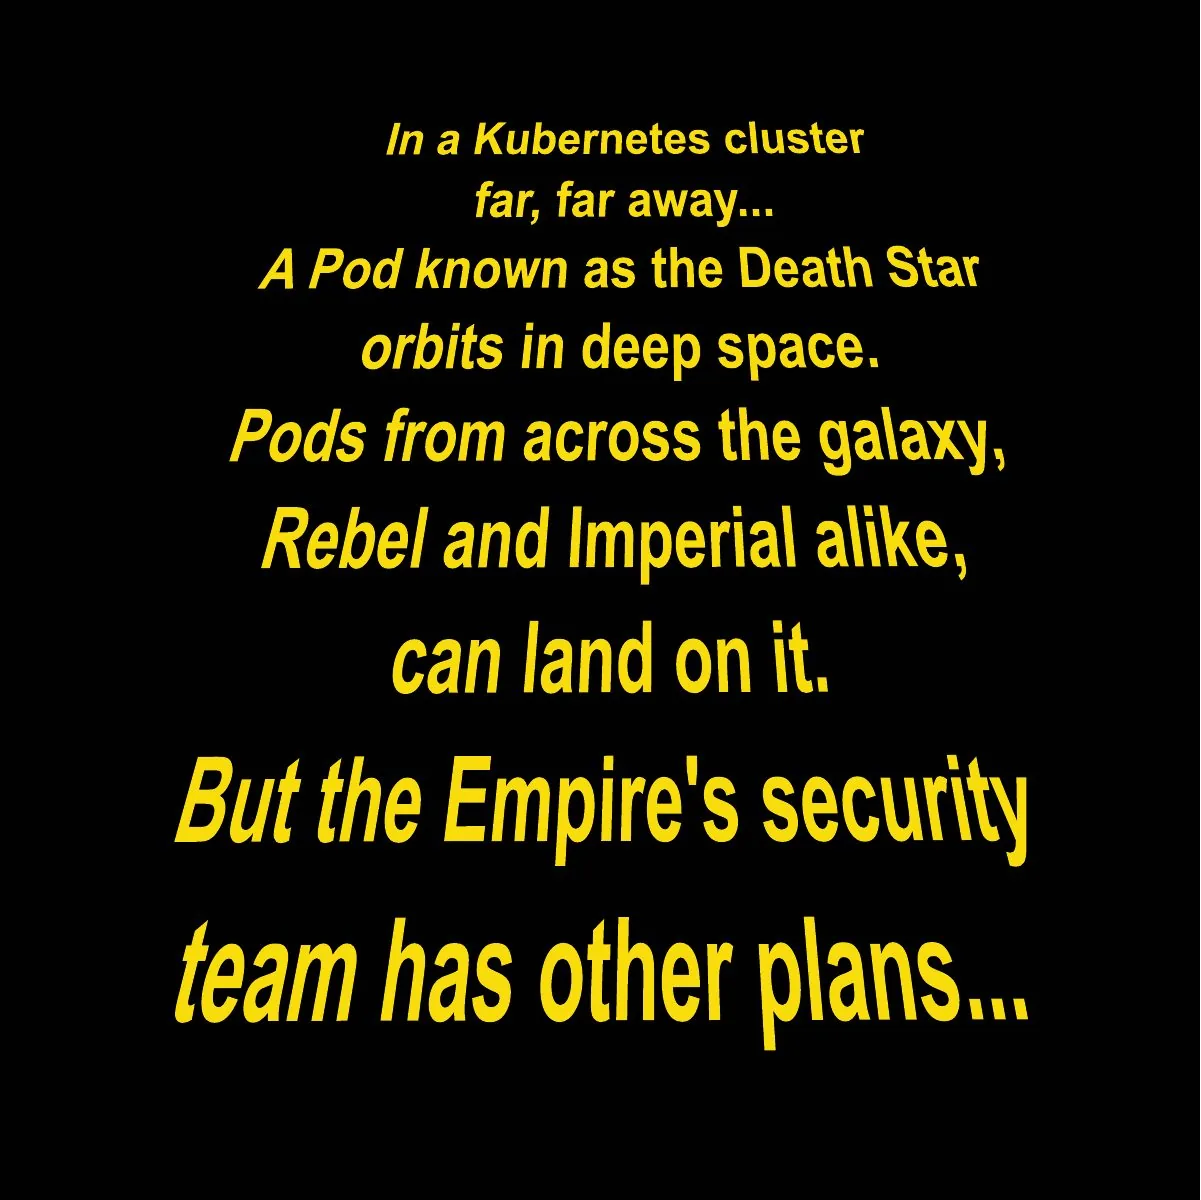 In a Kubernetes cluster
far, far away...
A Pod known as the Death Star
orbits in deep space.
Pods from across the galaxy,
Rebel and Imperial alike,
can land on it.
But the Empire's security
team has other plans...